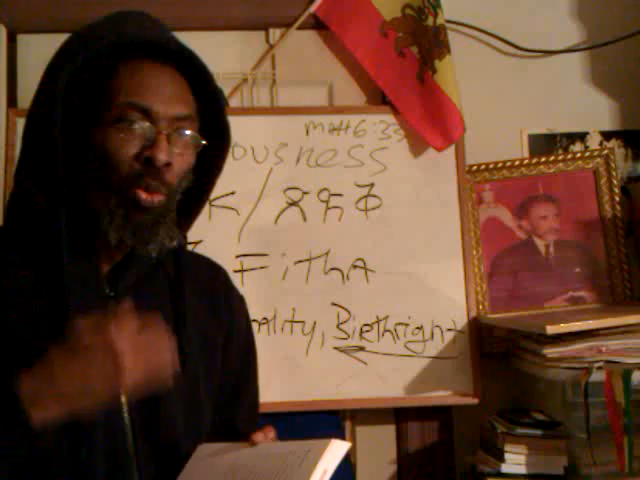 Matt 6:33
ousness
K / ጽድቅ
FithA
ality, Birthright